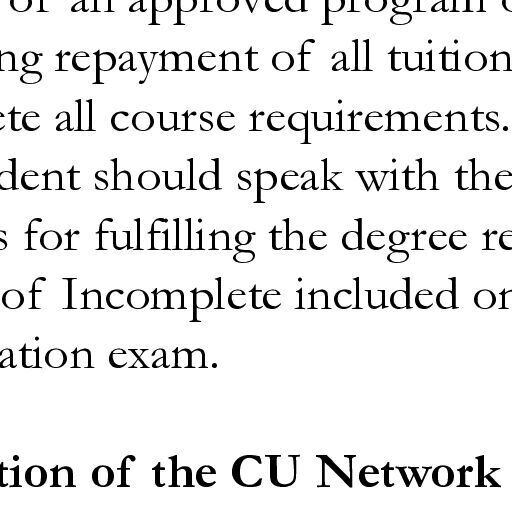 of an approved program
ng repayment of all tuition
ete all course requirements.
dent should speak with the
s for fulfilling the degree re
of Incomplete included on
ation exam.
tion of the CU Network